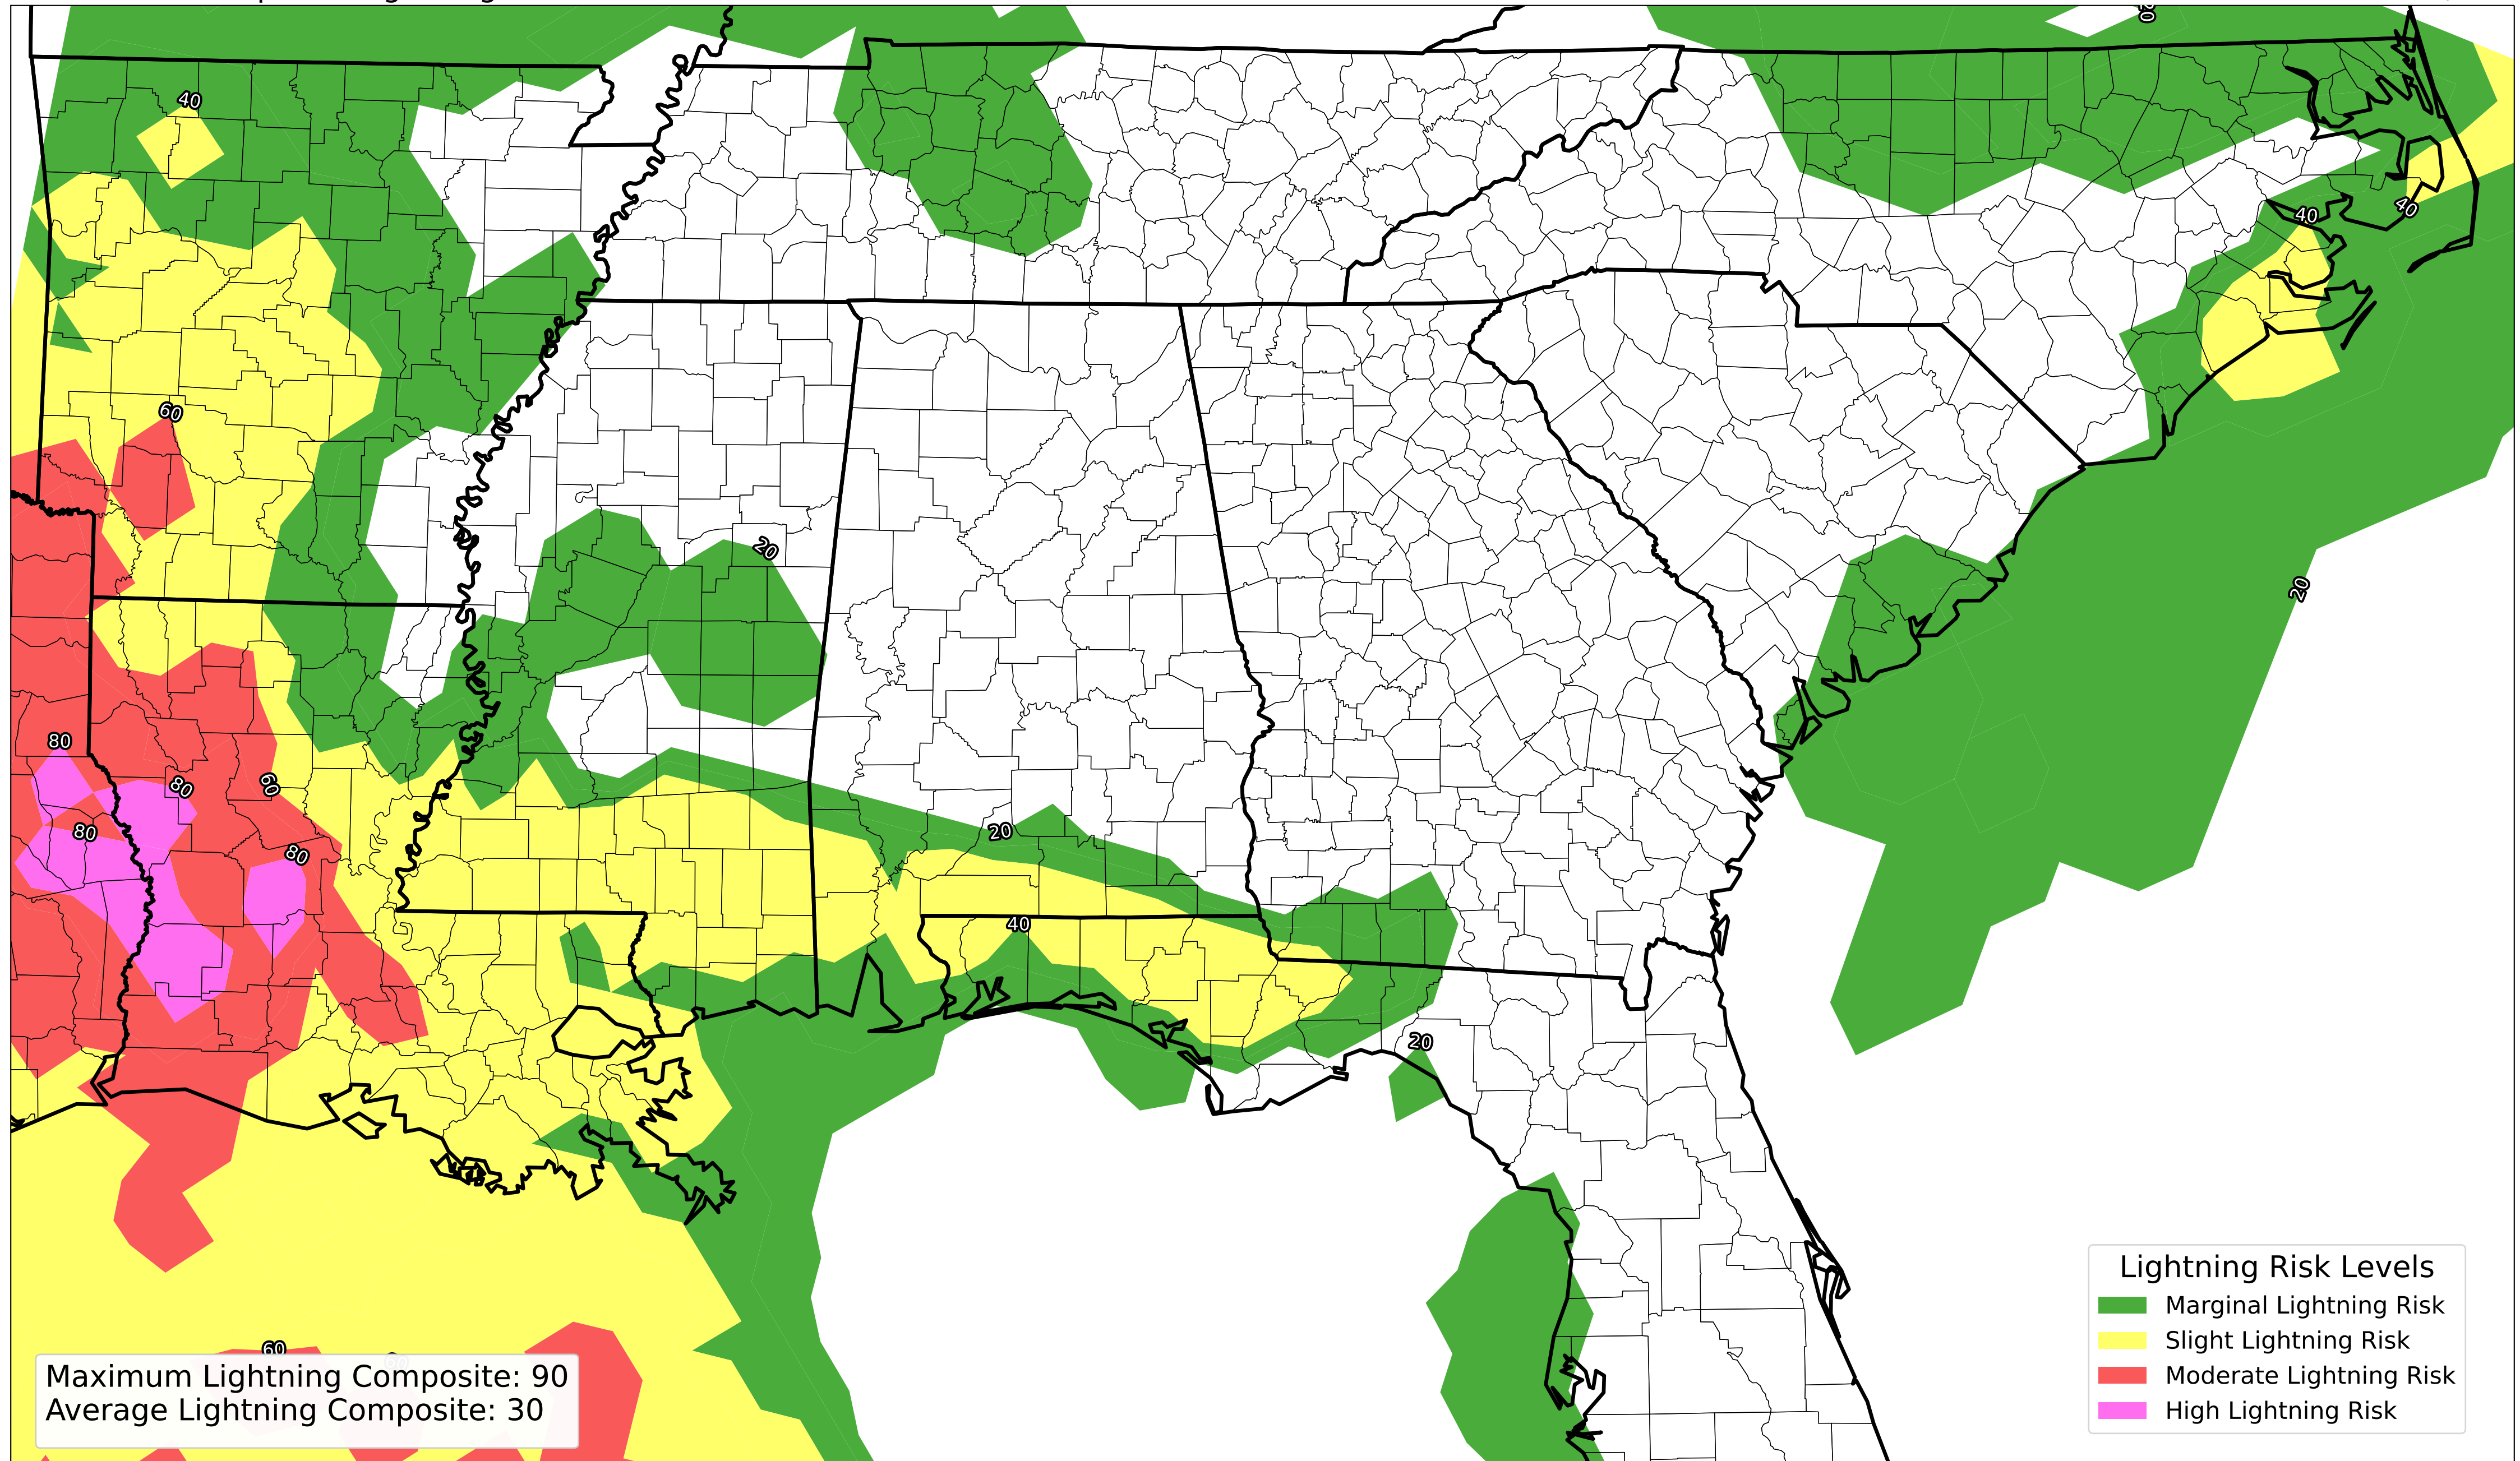 20
40
40
40
60
20
20
80
60
80
80
20
80
40
20
60
Lightning Risk Levels
Marginal Lightning Risk
Slight Lightning Risk
Moderate Lightning Risk
High Lightning Risk
Maximum Lightning Composite: 90
Average Lightning Composite: 30